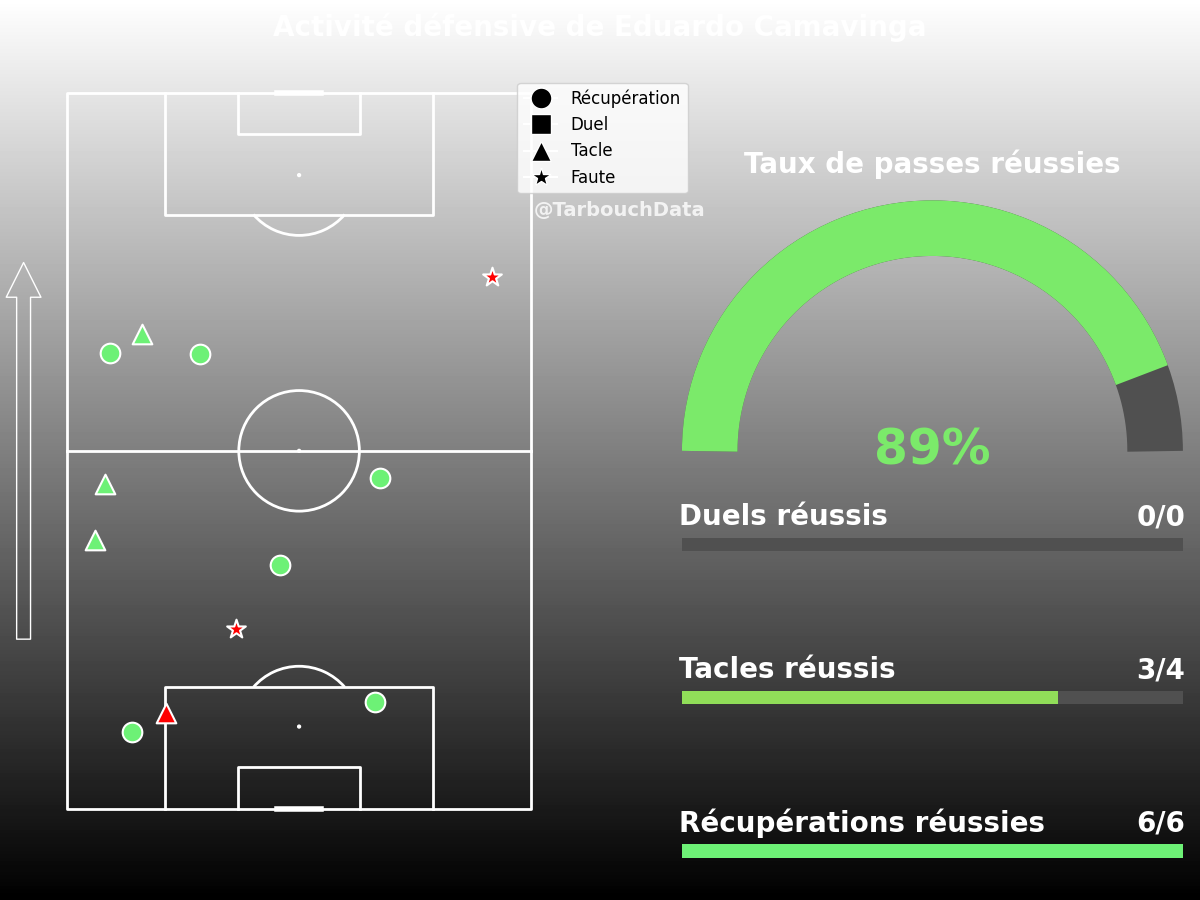 Activité défensive de Eduardo Camavinga
Récupération
Duel
Tacle
Faute
@TarbouchData
Taux de passes réussies
89%
Duels réussis 0/0
Tacles réussis 3/4
Récupérations réussies 6/6